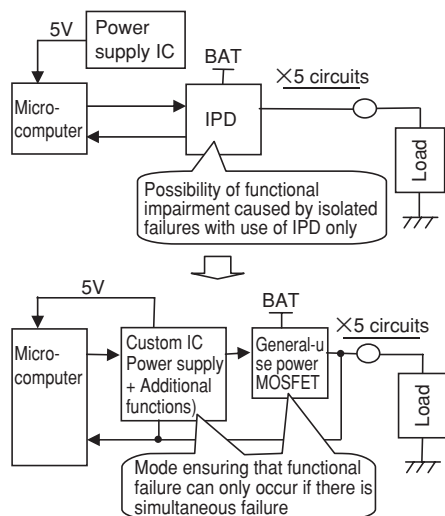 5V
Power
supply IC
BAT
×5 circuits
Micro-
computer
IPD
Load
Possibility of functional
impairment caused by isolated
failures with use of IPD only
5V
BAT
×5 circuits
Micro-
computer
Custom IC
Power supply
+ Additional
functions)
General-u
se power
MOSFET
Load
Mode ensuring that functional
failure can only occur if there is
simultaneous failure